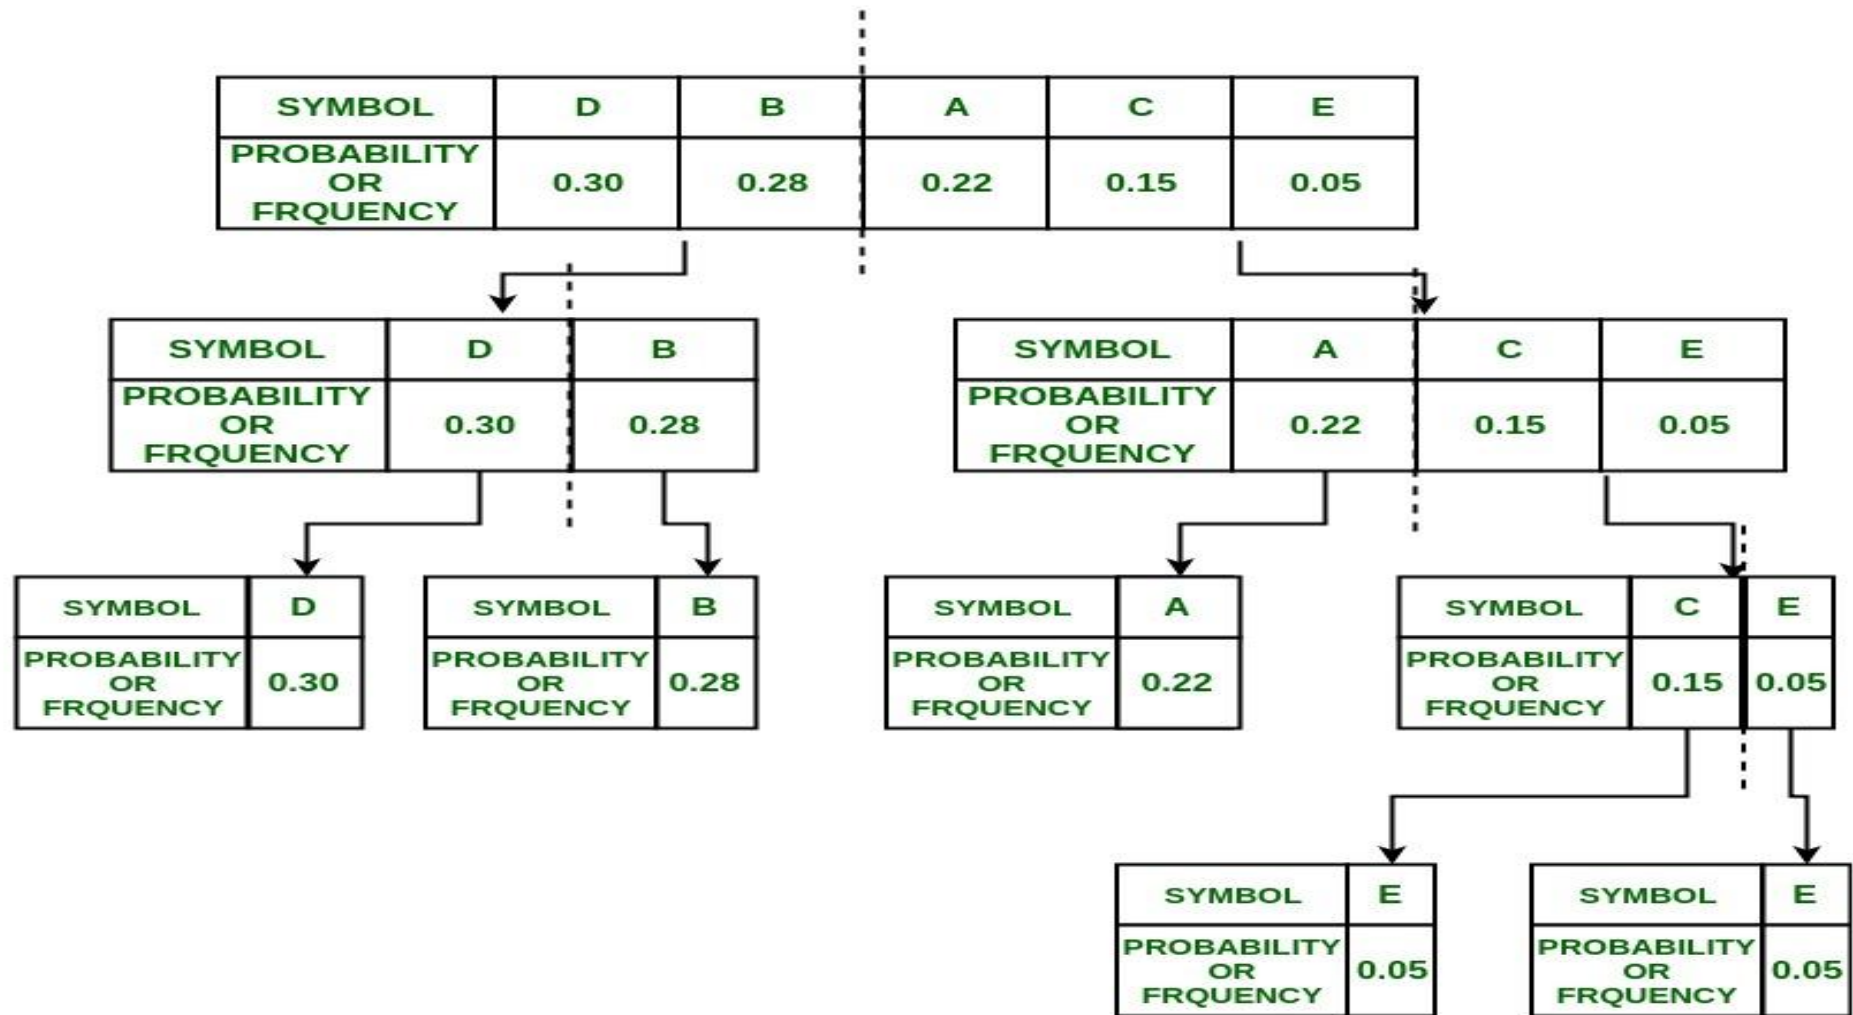 SYMBOL D B A C E
PROBABILITY
OR
FRQUENCY
0.30 0.28 0.22 0.15 0.05
SYMBOL D B
PROBABILITY
OR
FRQUENCY
0.30 0.28
SYMBOL A C E
PROBABILITY
OR
FRQUENCY
0.22 0.15 0.05
SYMBOL D
PROBABILITY
OR
FRQUENCY
0.30
SYMBOL B
PROBABILITY
OR
FRQUENCY
0.28
SYMBOL A
PROBABILITY
OR
FRQUENCY
0.22
SYMBOL C E
PROBABILITY
OR
FRQUENCY
0.15 0.05
SYMBOL E
PROBABILITY
OR
FRQUENCY
0.05
SYMBOL E
PROBABILITY
OR
FRQUENCY
0.05